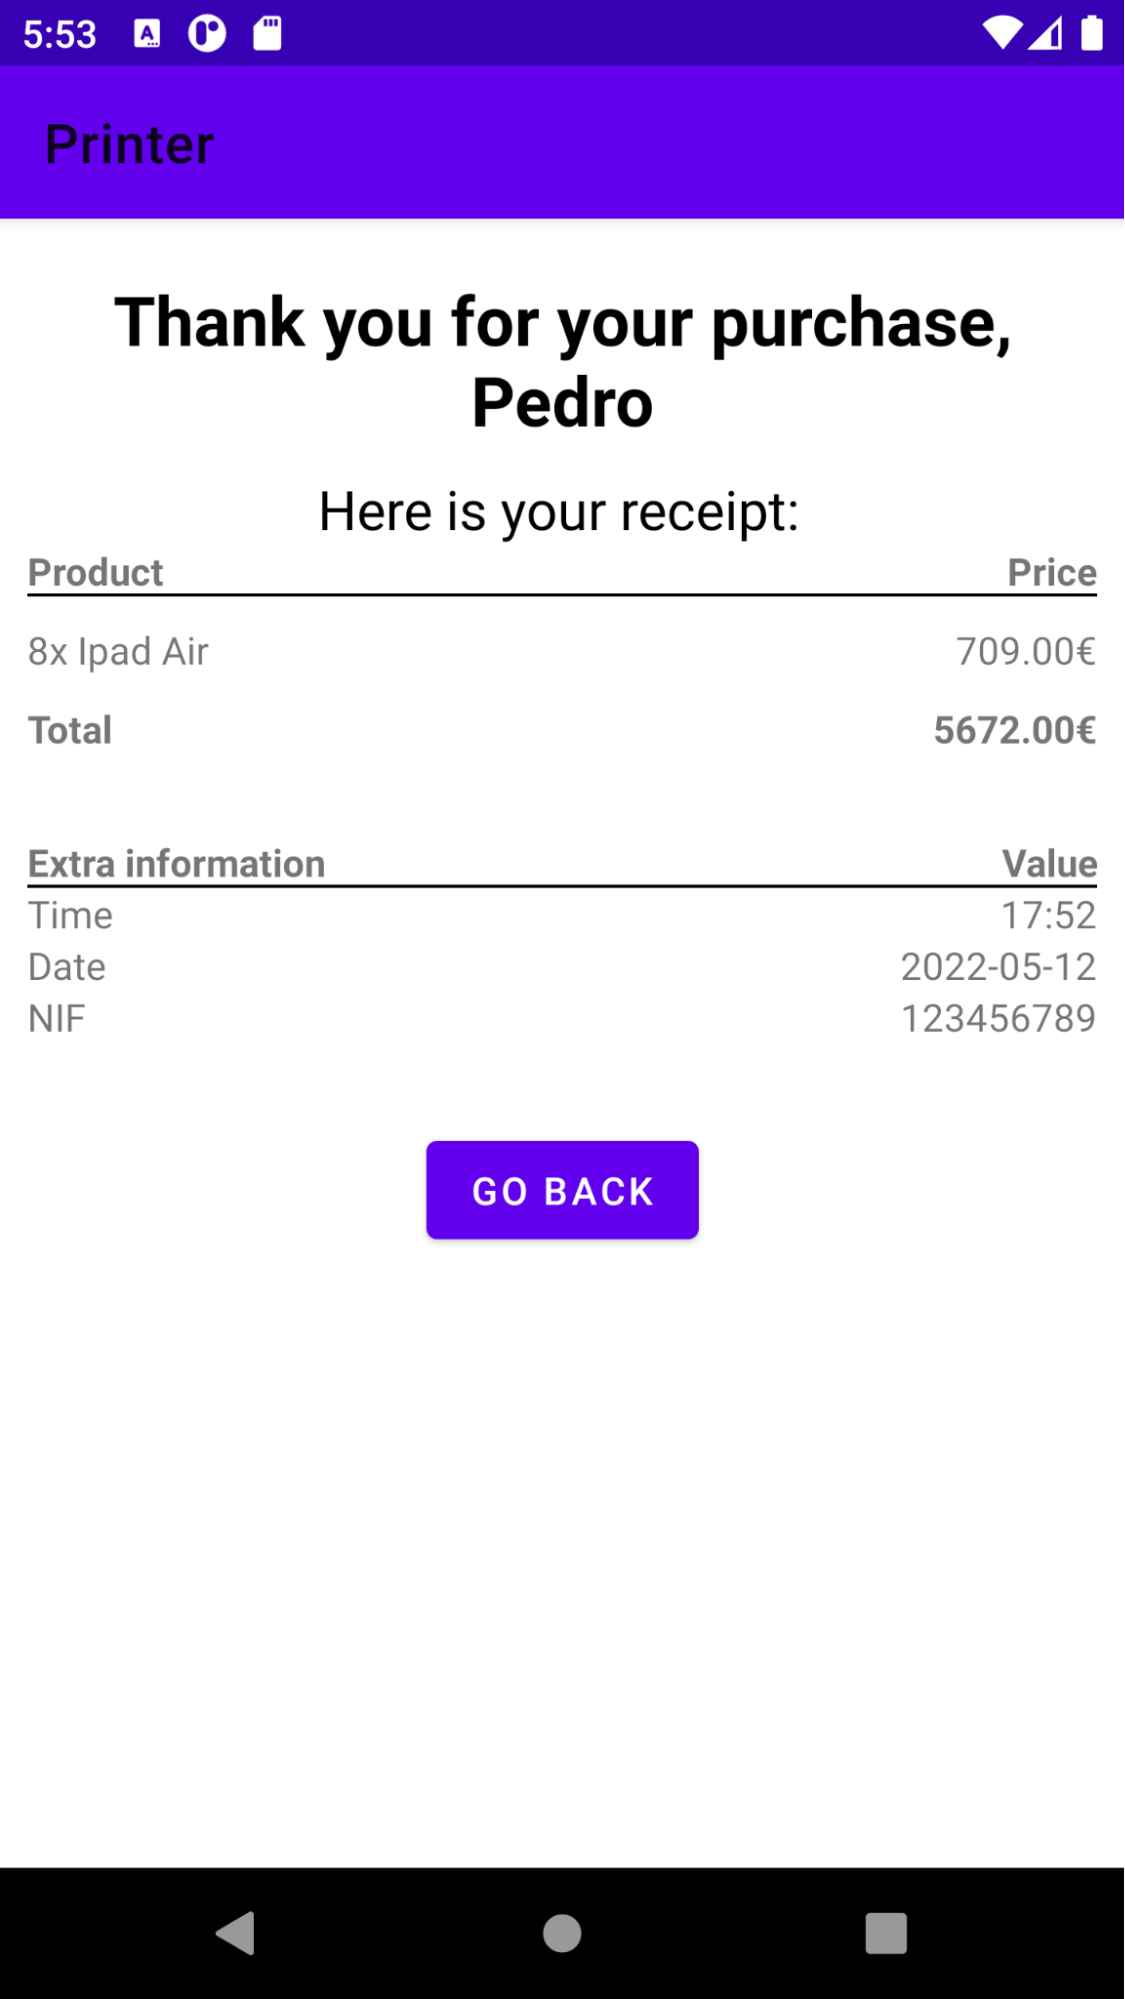 5:53
Printer
Thank you for your purchase,
Pedro
Here is your receipt:
Product Price
8x Ipad Air 709.00€
Total 5672.00€
Extra information Value
Time 17:52
Date 2022-05-12
NIF 123456789
GO BACK